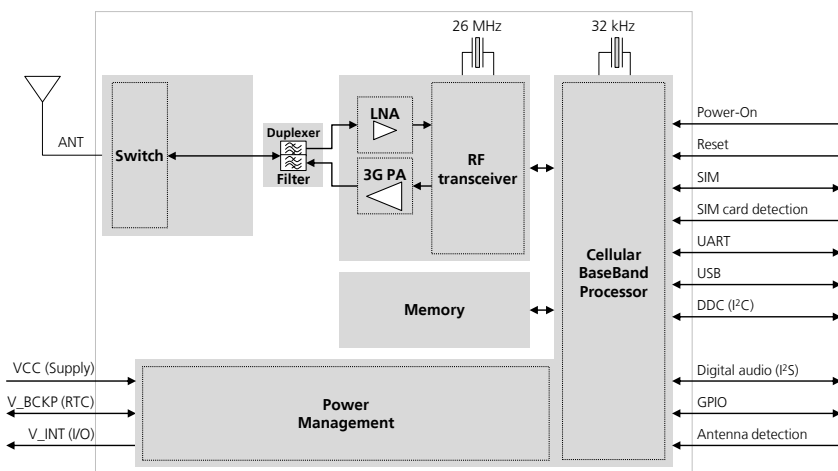 26 MHz
32 kHz
ANT
Switch
Duplexer
Filter
LNA
3G PA
RF
transceiver
Memory
Cellular
BaseBand
Processor
Power-On
Reset
SIM
SIM card detection
UART
USB
DDC (I²C)
Digital audio (I²S)
GPIO
Antenna detection
VCC (Supply)
V_BCKP (RTC)
V_INT (I/O)
Power
Management